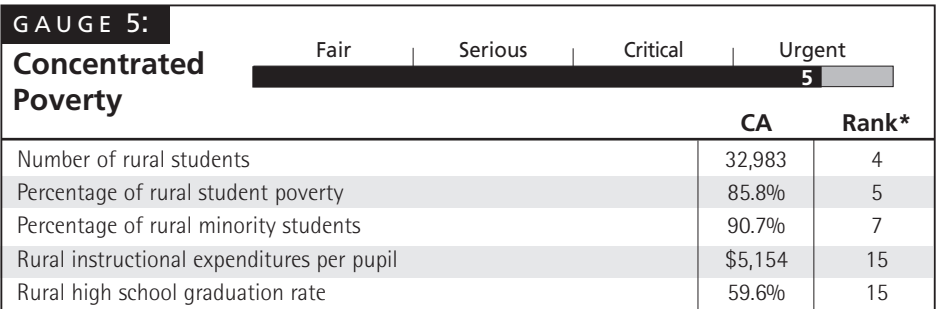 GAUGE 5:
Concentrated
Poverty
Fair Serious Critical Urgent
5
CA Rank*
Number of rural students 32,983 4
Percentage of rural student poverty 85.8% 5
Percentage of rural minority students 90.7% 7
Rural instructional expenditures per pupil $5,154 15
Rural high school graduation rate 59.6% 15